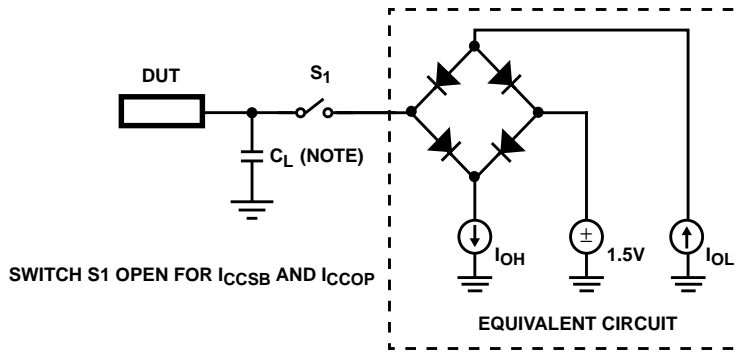 DUT
S1
CL (NOTE)
IOH
±
1.5V
IOL
SWITCH S1 OPEN FOR ICCSB AND ICCOP
EQUIVALENT CIRCUIT